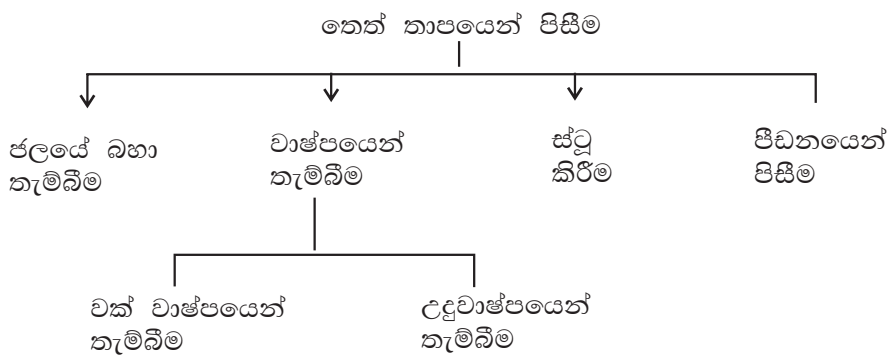 තෙත් තාපයෙන් පිසීම
ජලයේ බහා
තැම්බීම
වාෂ්පයෙන්
තැම්බීම
ස්ටූ
කිරීම
පීඩනයෙන්
පිසීම
වක් වාෂ්පයෙන්
තැම්බීම
උදුවාෂ්පයෙන්
තැම්බීම